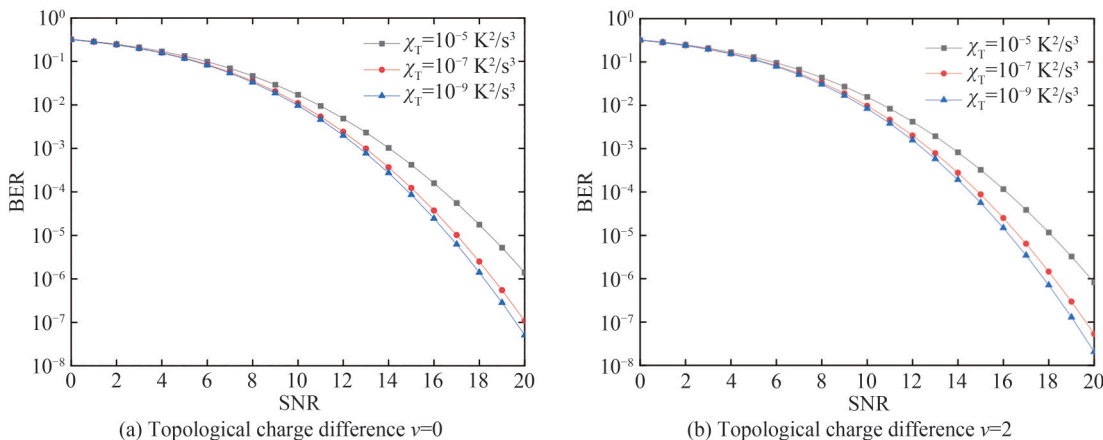 10⁰
10⁻¹
10⁻²
10⁻³
10⁻⁴
10⁻⁵
10⁻⁶
10⁻⁷
10⁻⁸
BER
χT=10⁻⁵ K²/s³
χT=10⁻⁷ K²/s³
χT=10⁻⁹ K²/s³
0 2 4 6 8 10 12 14 16 18 20
SNR
(a) Topological charge difference v=0
10⁰
10⁻¹
10⁻²
10⁻³
10⁻⁴
10⁻⁵
10⁻⁶
10⁻⁷
10⁻⁸
BER
χT=10⁻⁵ K²/s³
χT=10⁻⁷ K²/s³
χT=10⁻⁹ K²/s³
0 2 4 6 8 10 12 14 16 18 20
SNR
(b) Topological charge difference v=2